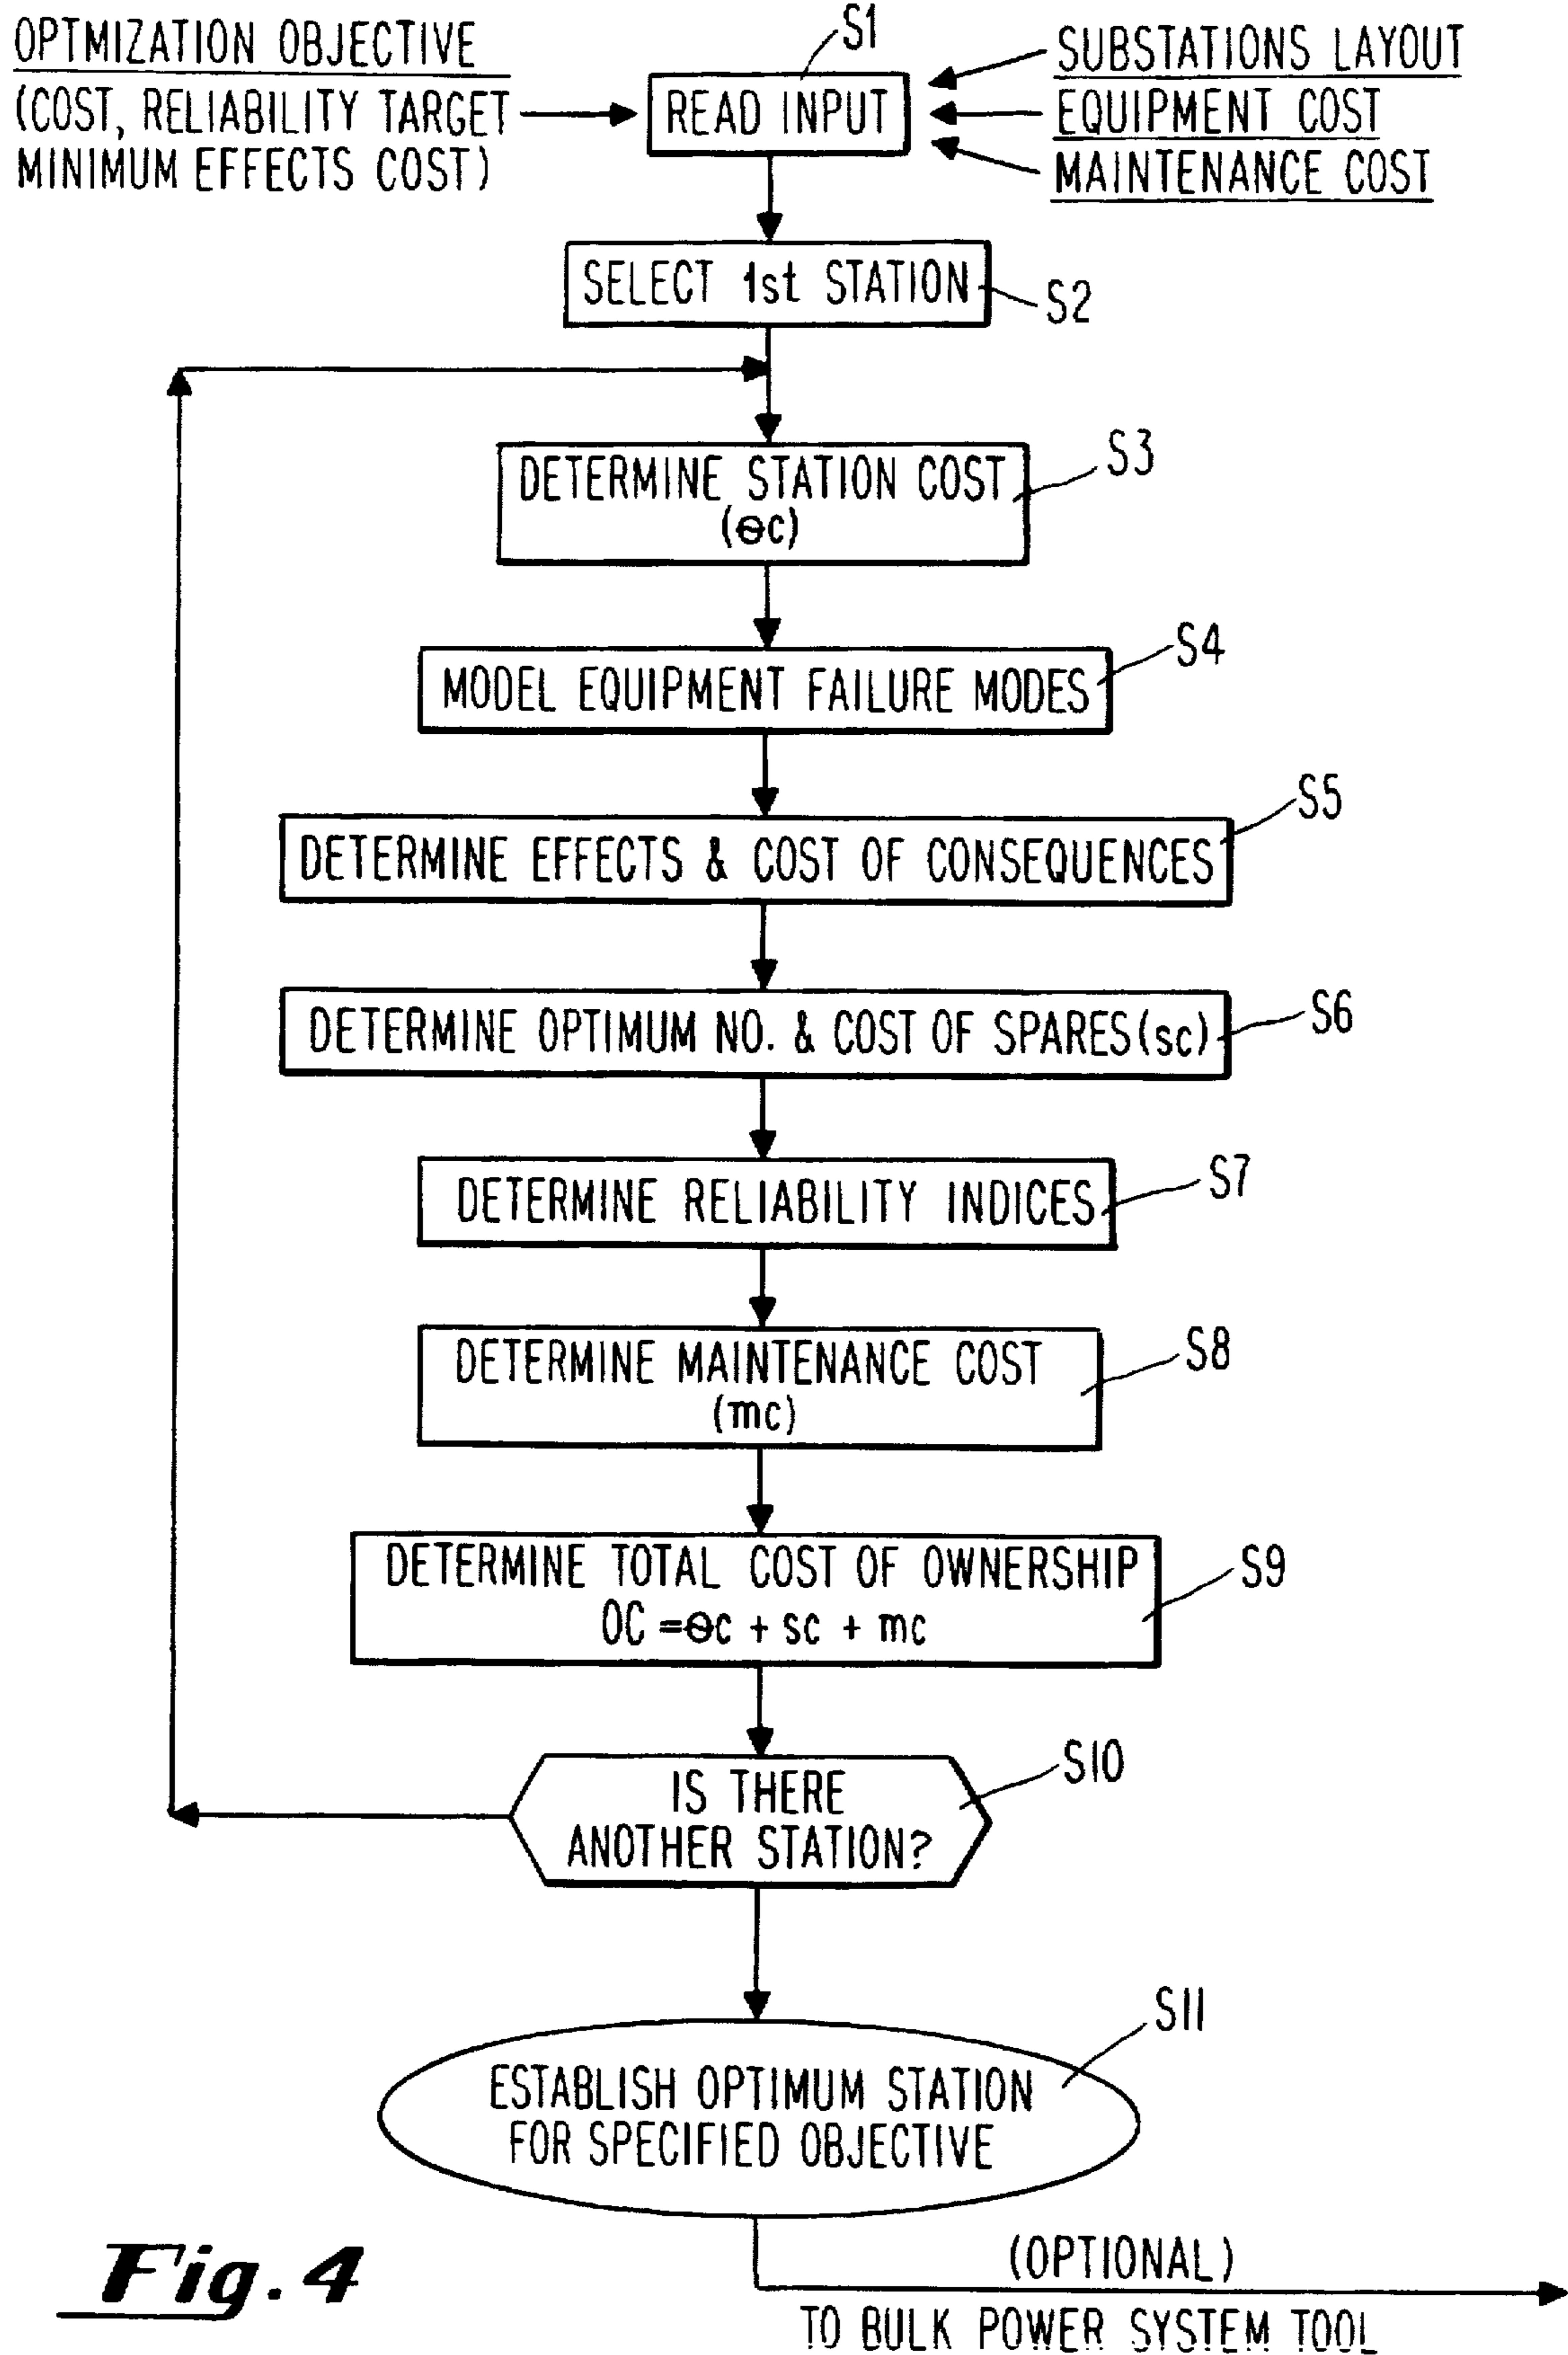 S1
OPTMIZATION OBJECTIVE
(COST, RELIABILITY TARGET
MINIMUM EFFECTS COST)
READ INPUT
SUBSTATIONS LAYOUT
EQUIPMENT COST
MAINTENANCE COST
SELECT 1st STATION
S2
DETERMINE STATION COST
(ɵc)
S3
MODEL EQUIPMENT FAILURE MODES
S4
DETERMINE EFFECTS & COST OF CONSEQUENCES
S5
DETERMINE OPTIMUM NO. & COST OF SPARES(sc)
S6
DETERMINE RELIABILITY INDICES
S7
DETERMINE MAINTENANCE COST
(mc)
S8
DETERMINE TOTAL COST OF OWNERSHIP
OC =ɵc + sc + mc
S9
IS THERE
ANOTHER STATION?
S10
ESTABLISH OPTIMUM STATION
FOR SPECIFIED OBJECTIVE
S11
(OPTIONAL)
TO BULK POWER SYSTEM TOOL
Fig. 4